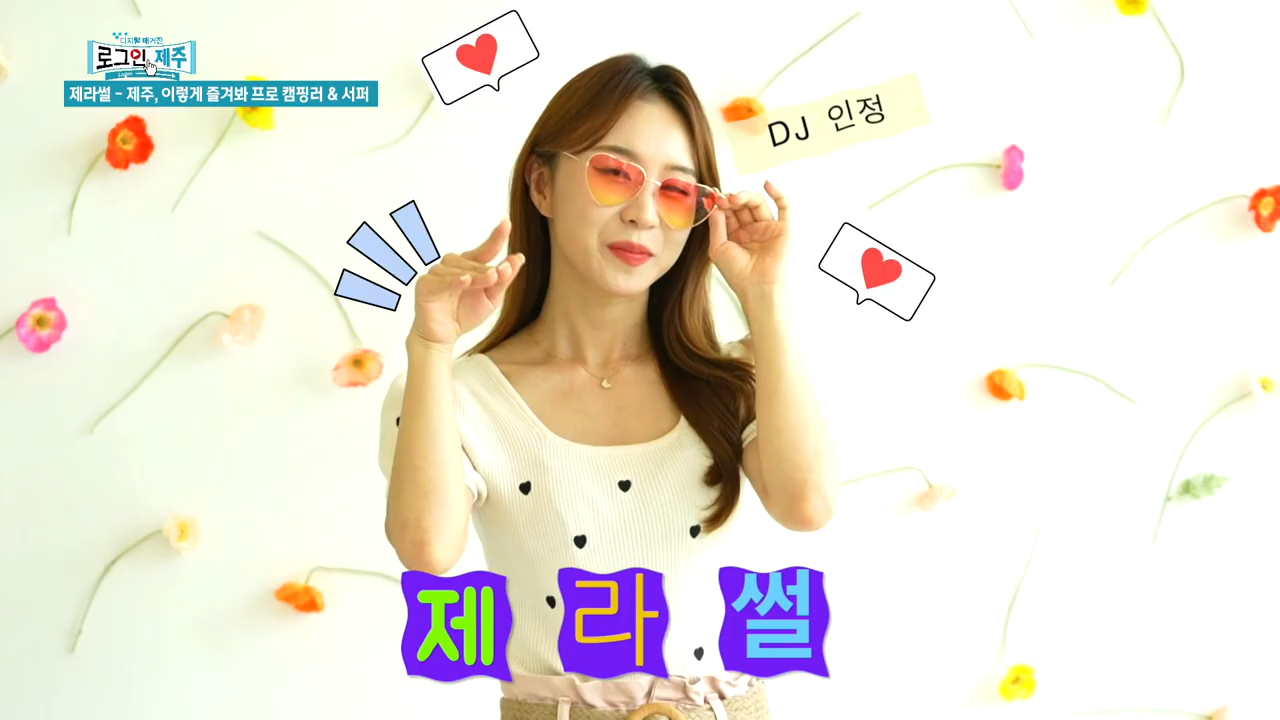 디지털 매거진
로그인 제주
Login
제라썰 - 제주, 이렇게 즐겨봐 프로 캠핑러 & 서퍼
DJ 인정
제라썰